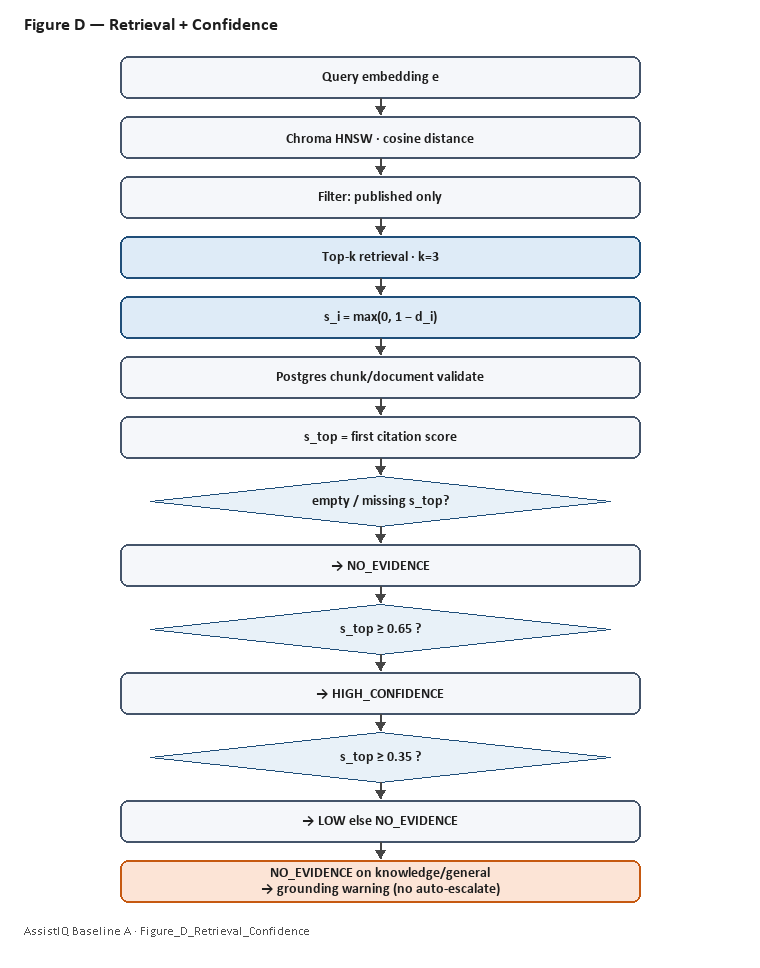 Figure D — Retrieval + Confidence
Query embedding e
Chroma HNSW · cosine distance
Filter: published only
Top-k retrieval · k=3
s_i = max(0, 1 − d_i)
Postgres chunk/document validate
s_top = first citation score
empty / missing s_top?
→ NO_EVIDENCE
s_top ≥ 0.65 ?
→ HIGH_CONFIDENCE
s_top ≥ 0.35 ?
→ LOW else NO_EVIDENCE
NO_EVIDENCE on knowledge/general
→ grounding warning (no auto-escalate)
AssistIQ Baseline A · Figure_D_Retrieval_Confidence